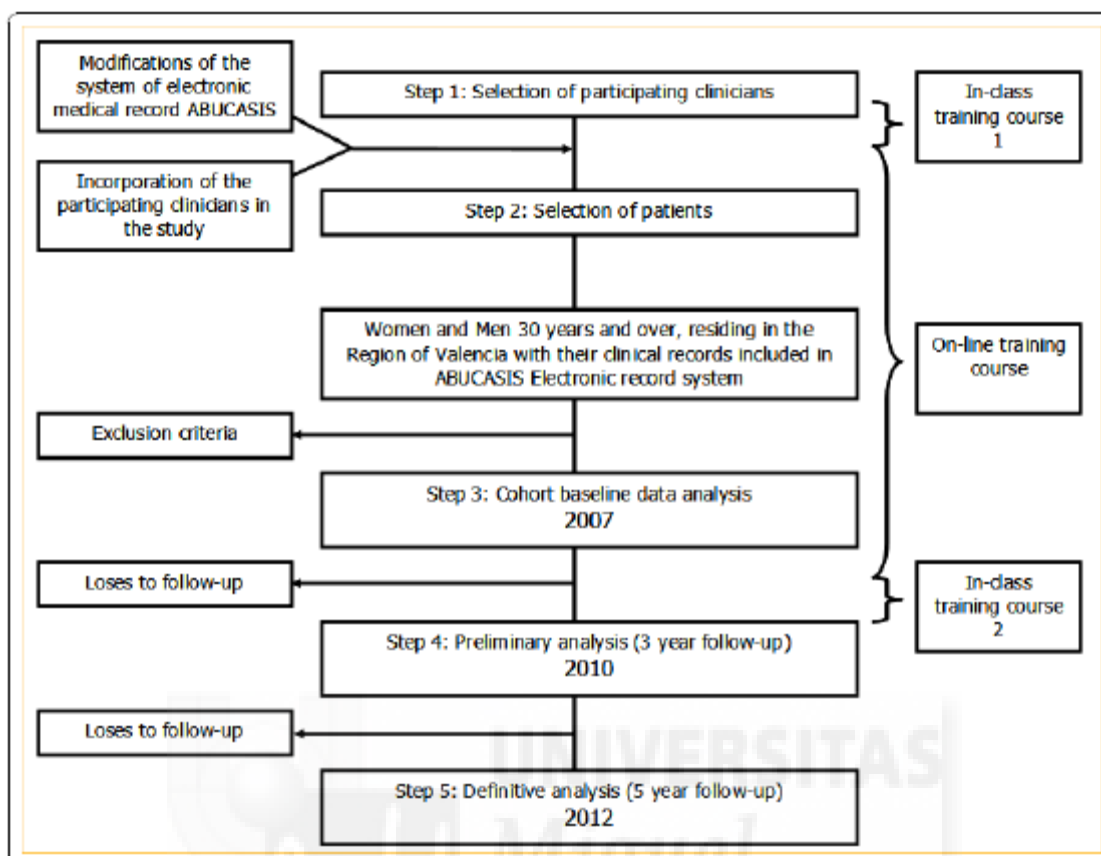 Modifications of the
system of electronic
medical record ABUCASIS
Step 1: Selection of participating clinicians
In-class
training course
1
Incorporation of the
participating clinicians in
the study
Step 2: Selection of patients
Women and Men 30 years and over, residing in the
Region of Valencia with their clinical records included in
ABUCASIS Electronic record system
On-line training
course
Exclusion criteria
Step 3: Cohort baseline data analysis
2007
Loses to follow-up
In-class
training course
2
Step 4: Preliminary analysis (3 year follow-up)
2010
Loses to follow-up
UNIVERSITAS
Step 5: Definitive analysis (5 year follow-up)
2012